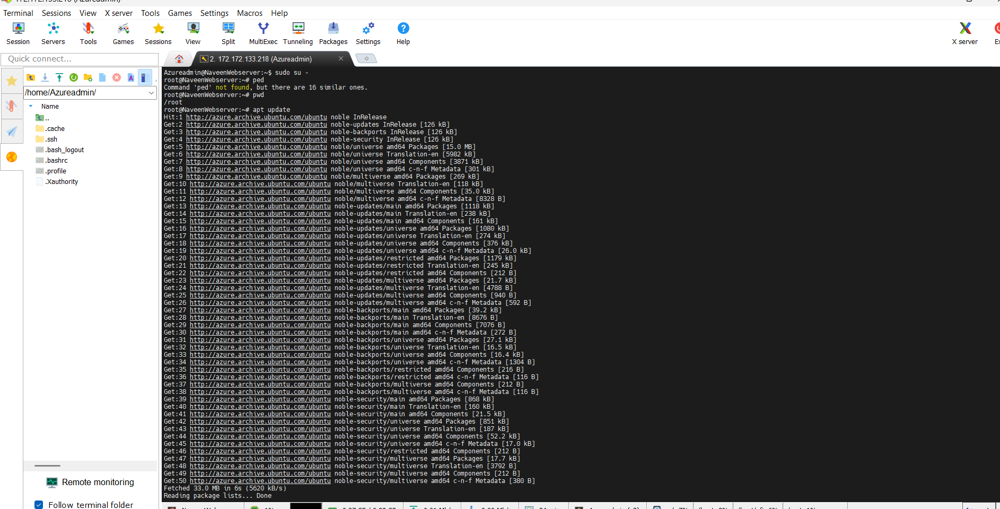 172.172.133.218 (Azureadmin)
Terminal Sessions View X server Tools Games Settings Macros Help
Session Servers Tools Games Sessions View Split MultiExec Tunneling Packages Settings Help X server
Quick connect...
2. 172.172.133.218 (Azureadmin)
/home/Azureadmin/
Name
..
.cache
.ssh
.bash_logout
.bashrc
.profile
.Xauthority
Remote monitoring
Follow terminal folder
Azureadmin@NaveenWebserver:~$ sudo su -
root@NaveenWebserver:~# ped
Command 'ped' not found, but there are 16 similar ones.
root@NaveenWebserver:~# pwd
/root
root@NaveenWebserver:~# apt update
Hit:1 http://azure.archive.ubuntu.com/ubuntu noble InRelease
Get:2 http://azure.archive.ubuntu.com/ubuntu noble-updates InRelease [126 kB]
Get:3 http://azure.archive.ubuntu.com/ubuntu noble-backports InRelease [126 kB]
Get:4 http://azure.archive.ubuntu.com/ubuntu noble-security InRelease [126 kB]
Get:5 http://azure.archive.ubuntu.com/ubuntu noble/universe amd64 Packages [15.0 MB]
Get:6 http://azure.archive.ubuntu.com/ubuntu noble/universe Translation-en [5982 kB]
Get:7 http://azure.archive.ubuntu.com/ubuntu noble/universe amd64 Components [3871 kB]
Get:8 http://azure.archive.ubuntu.com/ubuntu noble/universe amd64 c-n-f Metadata [301 kB]
Get:9 http://azure.archive.ubuntu.com/ubuntu noble/multiverse amd64 Packages [269 kB]
Get:10 http://azure.archive.ubuntu.com/ubuntu noble/multiverse Translation-en [118 kB]
Get:11 http://azure.archive.ubuntu.com/ubuntu noble/multiverse amd64 Components [35.0 kB]
Get:12 http://azure.archive.ubuntu.com/ubuntu noble/multiverse amd64 c-n-f Metadata [8328 B]
Get:13 http://azure.archive.ubuntu.com/ubuntu noble-updates/main amd64 Packages [1118 kB]
Get:14 http://azure.archive.ubuntu.com/ubuntu noble-updates/main Translation-en [238 kB]
Get:15 http://azure.archive.ubuntu.com/ubuntu noble-updates/main amd64 Components [161 kB]
Get:16 http://azure.archive.ubuntu.com/ubuntu noble-updates/universe amd64 Packages [1080 kB]
Get:17 http://azure.archive.ubuntu.com/ubuntu noble-updates/universe Translation-en [274 kB]
Get:18 http://azure.archive.ubuntu.com/ubuntu noble-updates/universe amd64 Components [376 kB]
Get:19 http://azure.archive.ubuntu.com/ubuntu noble-updates/universe amd64 c-n-f Metadata [26.0 kB]
Get:20 http://azure.archive.ubuntu.com/ubuntu noble-updates/restricted amd64 Packages [1179 kB]
Get:21 http://azure.archive.ubuntu.com/ubuntu noble-updates/restricted Translation-en [245 kB]
Get:22 http://azure.archive.ubuntu.com/ubuntu noble-updates/restricted amd64 Components [212 B]
Get:23 http://azure.archive.ubuntu.com/ubuntu noble-updates/multiverse amd64 Packages [21.7 kB]
Get:24 http://azure.archive.ubuntu.com/ubuntu noble-updates/multiverse Translation-en [4788 B]
Get:25 http://azure.archive.ubuntu.com/ubuntu noble-updates/multiverse amd64 Components [940 B]
Get:26 http://azure.archive.ubuntu.com/ubuntu noble-updates/multiverse amd64 c-n-f Metadata [592 B]
Get:27 http://azure.archive.ubuntu.com/ubuntu noble-backports/main amd64 Packages [39.2 kB]
Get:28 http://azure.archive.ubuntu.com/ubuntu noble-backports/main Translation-en [8676 B]
Get:29 http://azure.archive.ubuntu.com/ubuntu noble-backports/main amd64 Components [7076 B]
Get:30 http://azure.archive.ubuntu.com/ubuntu noble-backports/main amd64 c-n-f Metadata [272 B]
Get:31 http://azure.archive.ubuntu.com/ubuntu noble-backports/universe amd64 Packages [27.1 kB]
Get:32 http://azure.archive.ubuntu.com/ubuntu noble-backports/universe Translation-en [16.5 kB]
Get:33 http://azure.archive.ubuntu.com/ubuntu noble-backports/universe amd64 Components [16.4 kB]
Get:34 http://azure.archive.ubuntu.com/ubuntu noble-backports/universe amd64 c-n-f Metadata [1304 B]
Get:35 http://azure.archive.ubuntu.com/ubuntu noble-backports/restricted amd64 Components [216 B]
Get:36 http://azure.archive.ubuntu.com/ubuntu noble-backports/restricted amd64 c-n-f Metadata [116 B]
Get:37 http://azure.archive.ubuntu.com/ubuntu noble-backports/multiverse amd64 Components [212 B]
Get:38 http://azure.archive.ubuntu.com/ubuntu noble-backports/multiverse amd64 c-n-f Metadata [116 B]
Get:39 http://azure.archive.ubuntu.com/ubuntu noble-security/main amd64 Packages [868 kB]
Get:40 http://azure.archive.ubuntu.com/ubuntu noble-security/main Translation-en [160 kB]
Get:41 http://azure.archive.ubuntu.com/ubuntu noble-security/main amd64 Components [21.5 kB]
Get:42 http://azure.archive.ubuntu.com/ubuntu noble-security/universe amd64 Packages [851 kB]
Get:43 http://azure.archive.ubuntu.com/ubuntu noble-security/universe Translation-en [187 kB]
Get:44 http://azure.archive.ubuntu.com/ubuntu noble-security/universe amd64 Components [52.2 kB]
Get:45 http://azure.archive.ubuntu.com/ubuntu noble-security/universe amd64 c-n-f Metadata [17.0 kB]
Get:46 http://azure.archive.ubuntu.com/ubuntu noble-security/restricted amd64 Components [212 B]
Get:47 http://azure.archive.ubuntu.com/ubuntu noble-security/multiverse amd64 Packages [17.7 kB]
Get:48 http://azure.archive.ubuntu.com/ubuntu noble-security/multiverse Translation-en [3792 B]
Get:49 http://azure.archive.ubuntu.com/ubuntu noble-security/multiverse amd64 Components [212 B]
Get:50 http://azure.archive.ubuntu.com/ubuntu noble-security/multiverse amd64 c-n-f Metadata [380 B]
Fetched 33.0 MB in 6s (5620 kB/s)
Reading package lists... Done